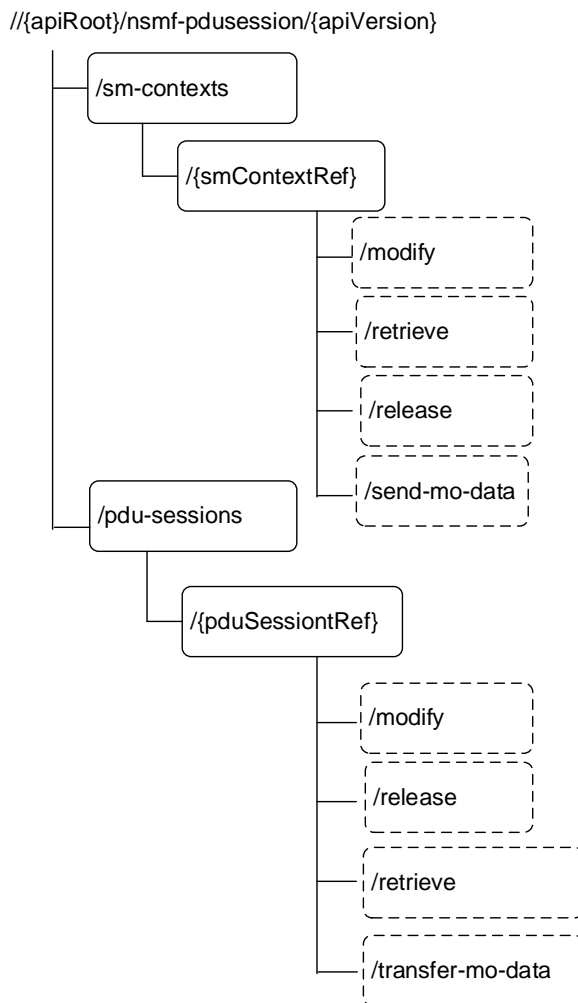 //{apiRoot}/nsmf-pdusession/{apiVersion}
/sm-contexts
/{smContextRef}
/modify
/retrieve
/release
/send-mo-data
/pdu-sessions
/{pduSessiontRef}
/modify
/release
/retrieve
/transfer-mo-data